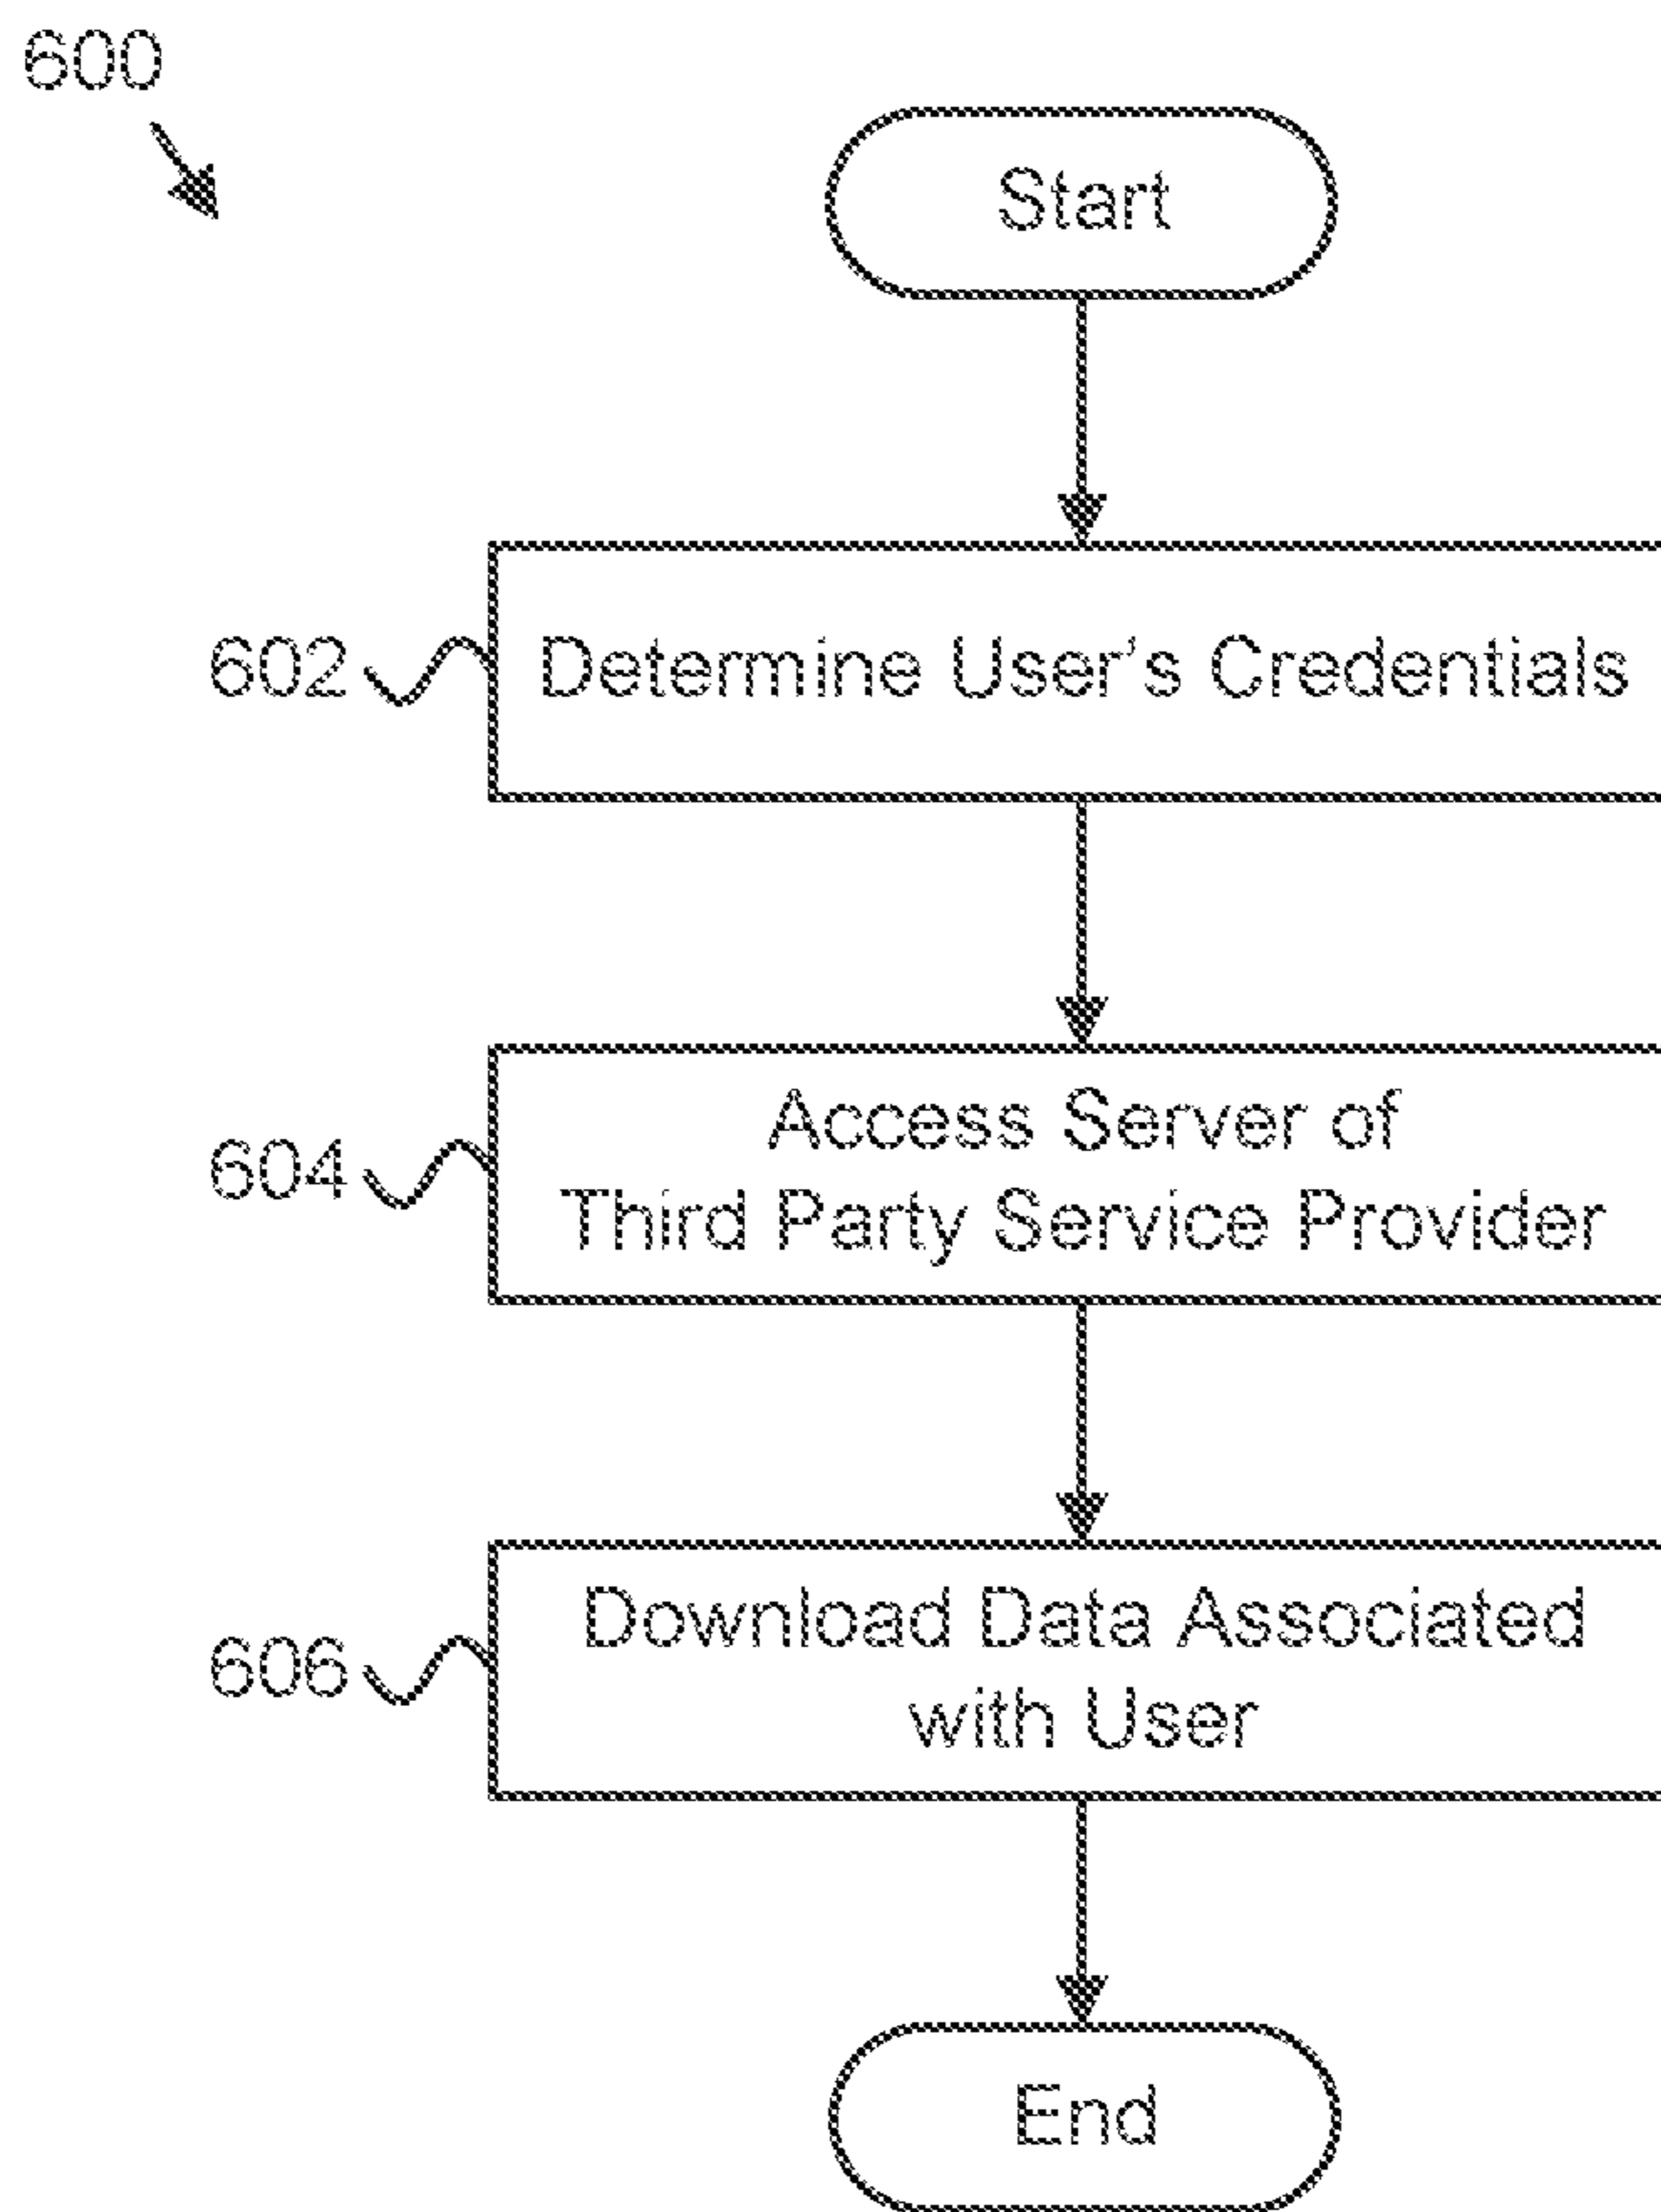 600
Start
602
Determine User's Credentials
604
Access Server of
Third Party Service Provider
606
Download Data Associated
with User
End